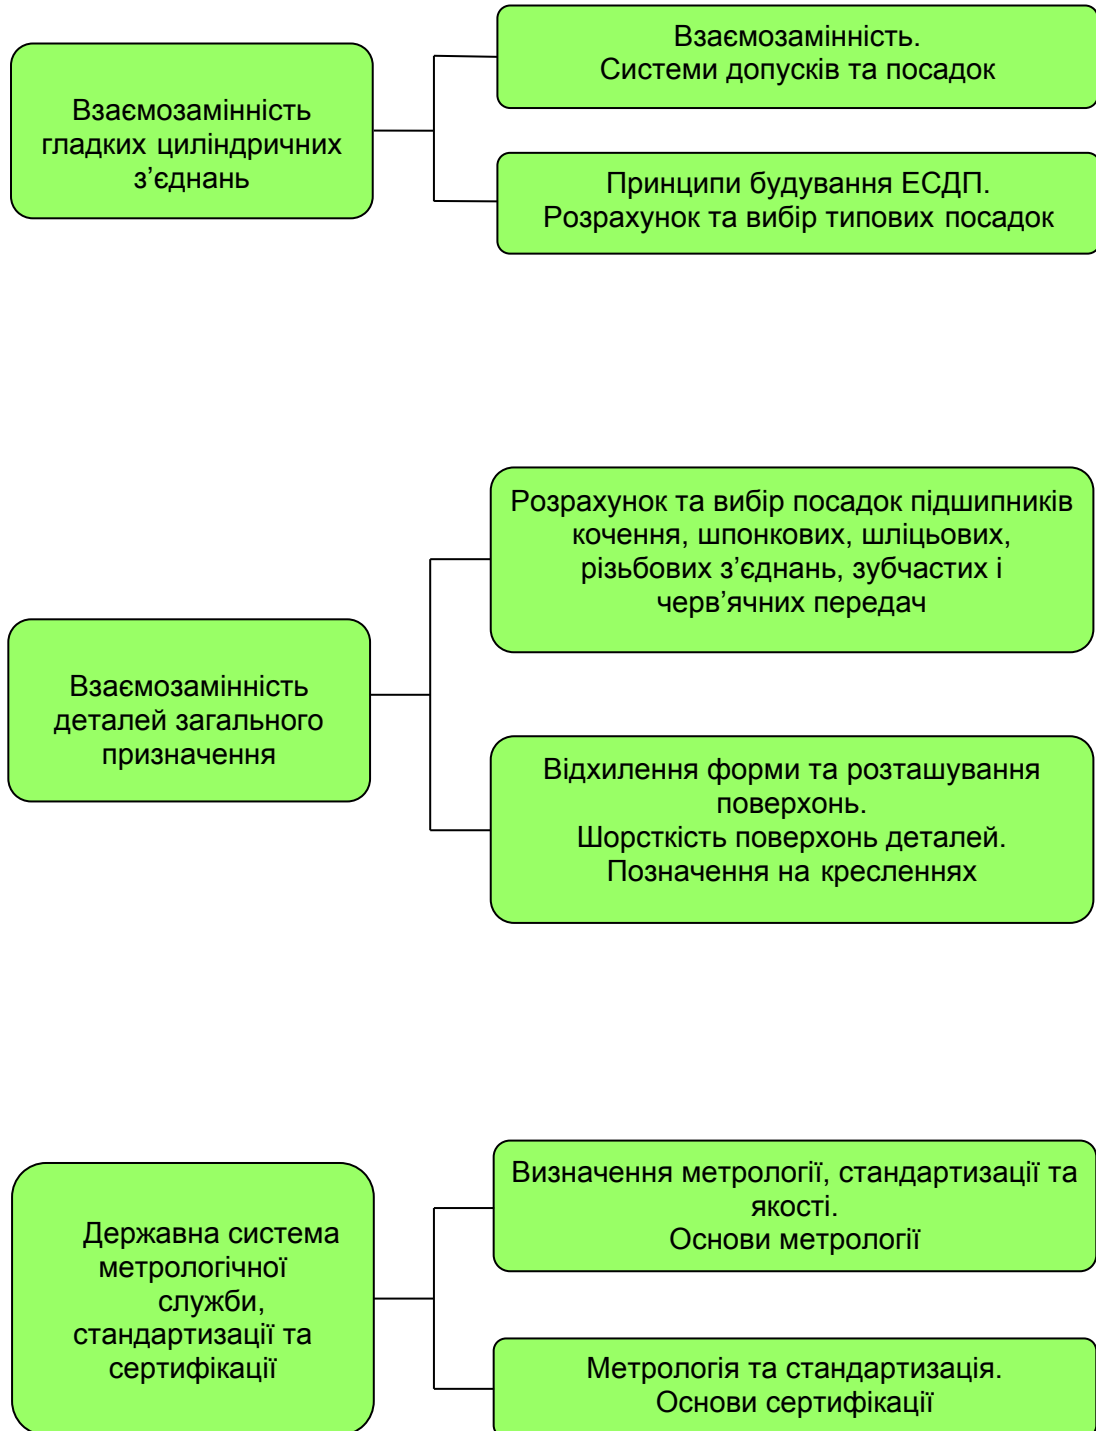 Взаємозамінність
гладких циліндричних
з’єднань
Взаємозамінність.
Системи допусків та посадок
Принципи будування ЕСДП.
Розрахунок та вибір типових посадок
Взаємозамінність
деталей загального
призначення
Розрахунок та вибір посадок підшипників
кочення, шпонкових, шліцьових,
різьбових з’єднань, зубчастих і
черв’ячних передач
Відхилення форми та розташування
поверхонь.
Шорсткість поверхонь деталей.
Позначення на кресленнях
Державна система
метрологічної
служби,
стандартизації та
сертифікації
Визначення метрології, стандартизації та
якості.
Основи метрології
Метрологія та стандартизація.
Основи сертифікації